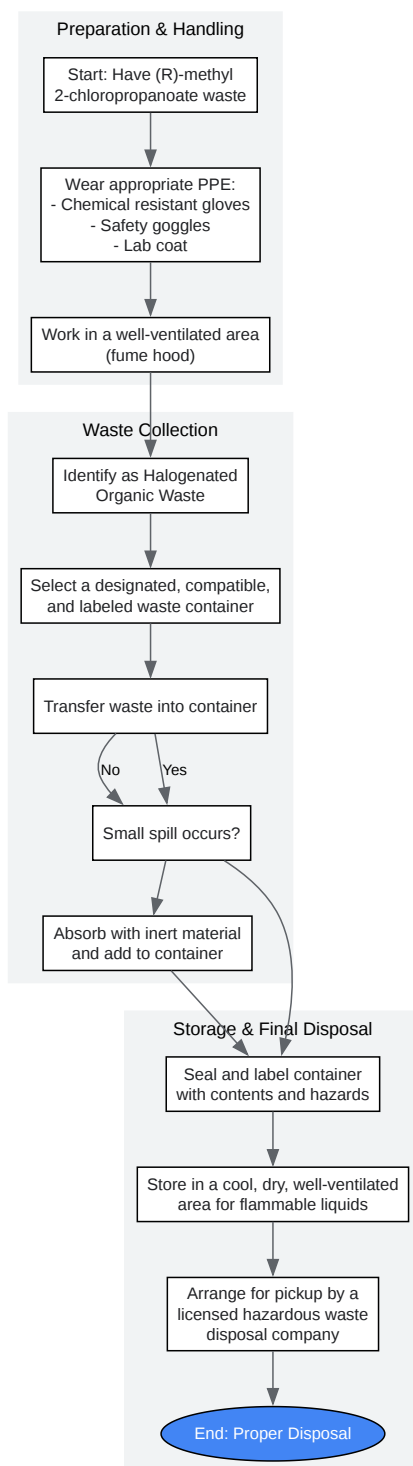 Preparation & Handling
Start: Have (R)-methyl
2-chloropropanoate waste
Wear appropriate PPE:
- Chemical resistant gloves
- Safety goggles
- Lab coat
Work in a well-ventilated area
(fume hood)
Waste Collection
Identify as Halogenated
Organic Waste
Select a designated, compatible,
and labeled waste container
Transfer waste into container
No
Yes
Small spill occurs?
Absorb with inert material
and add to container
Storage & Final Disposal
Seal and label container
with contents and hazards
Store in a cool, dry, well-ventilated
area for flammable liquids
Arrange for pickup by a
licensed hazardous waste
disposal company
End: Proper Disposal